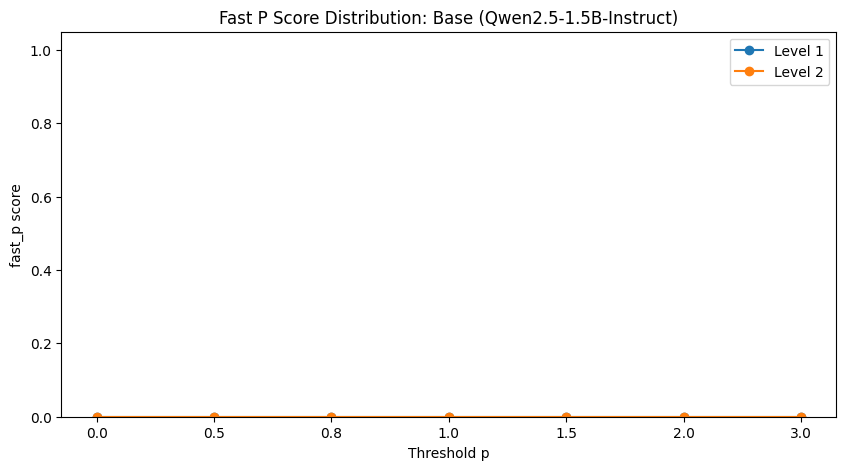 Fast P Score Distribution: Base (Qwen2.5-1.5B-Instruct)
Level 1
Level 2
fast_p score
1.0
0.8
0.6
0.4
0.2
0.0
0.0 0.5 0.8 1.0 1.5 2.0 3.0
Threshold p